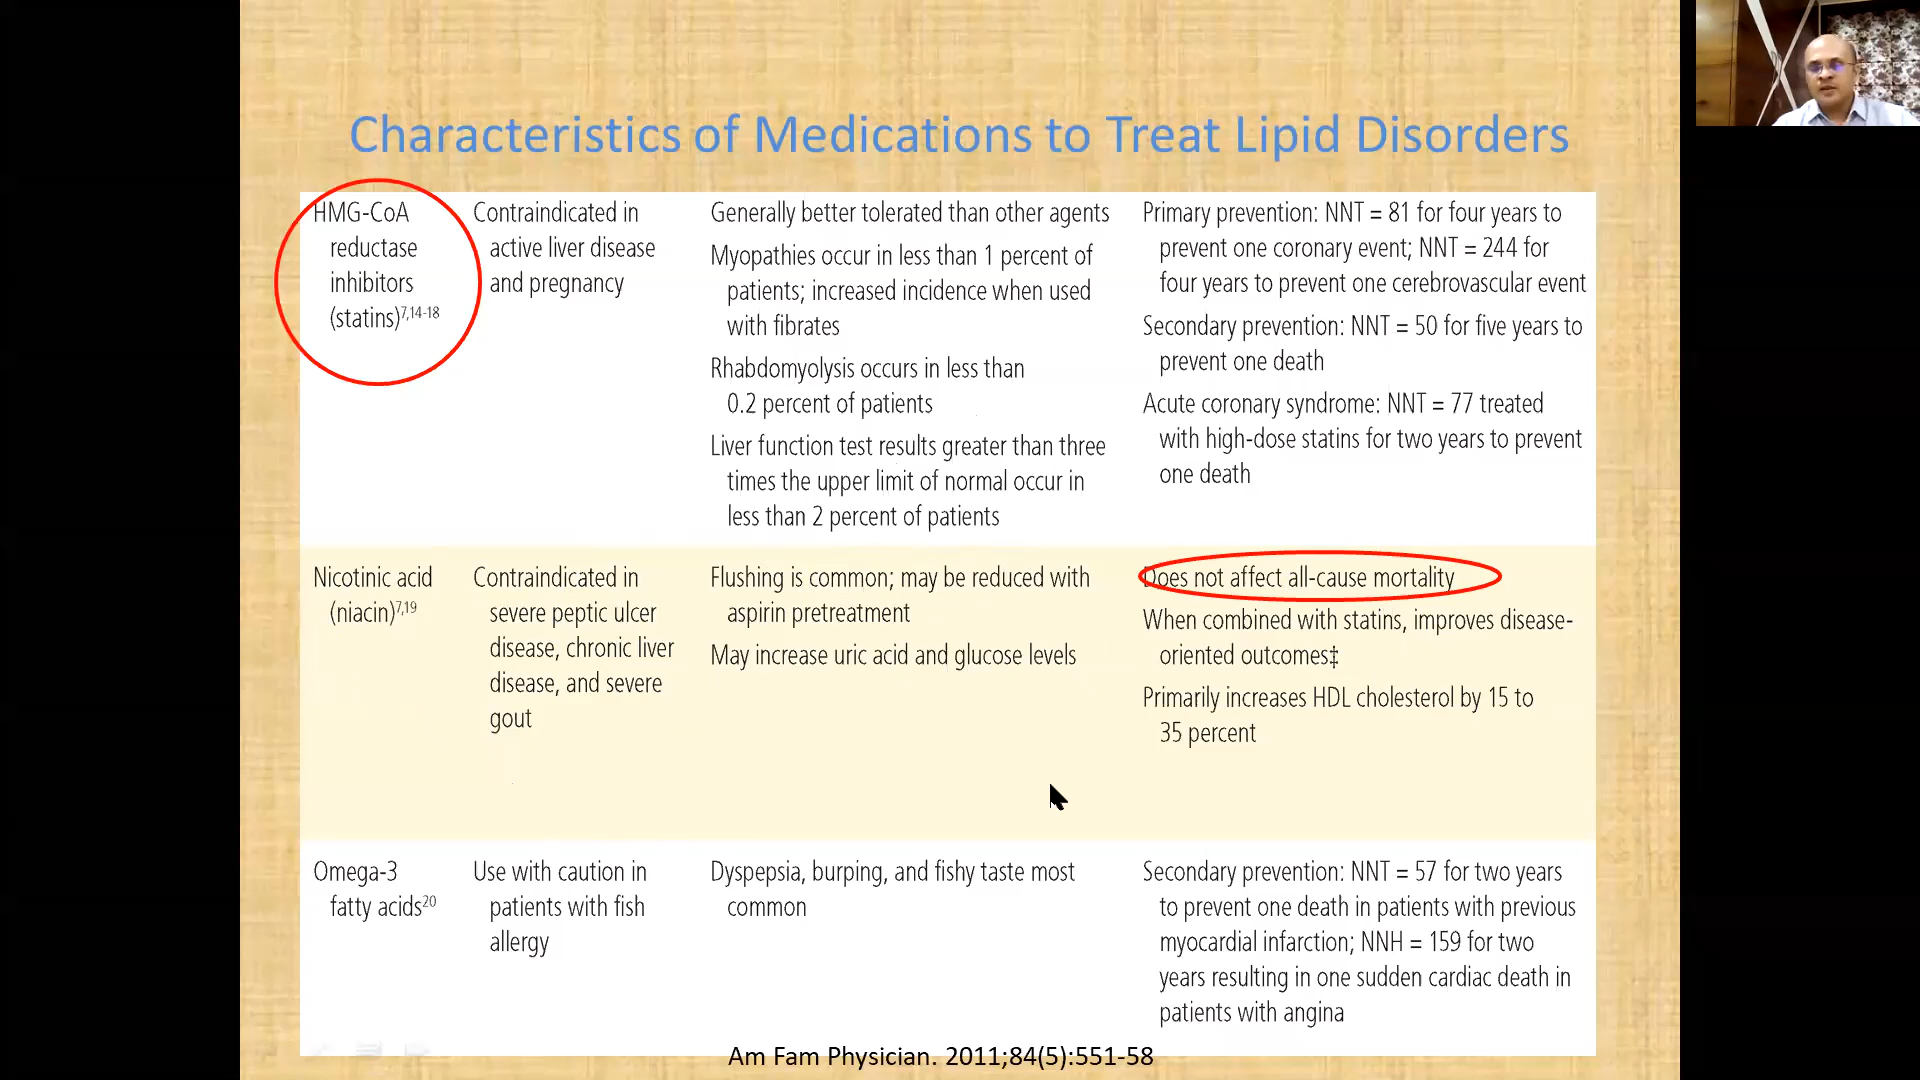 Characteristics of Medications to Treat Lipid Disorders
HMG-CoA
reductase
inhibitors
(statins)7,14-18
Contraindicated in
active liver disease
and pregnancy
Generally better tolerated than other agents
Myopathies occur in less than 1 percent of
patients; increased incidence when used
with fibrates
Rhabdomyolysis occurs in less than
0.2 percent of patients
Liver function test results greater than three
times the upper limit of normal occur in
less than 2 percent of patients
Primary prevention: NNT = 81 for four years to
prevent one coronary event; NNT = 244 for
four years to prevent one cerebrovascular event
Secondary prevention: NNT = 50 for five years to
prevent one death
Acute coronary syndrome: NNT = 77 treated
with high-dose statins for two years to prevent
one death
Nicotinic acid
(niacin)7,19
Contraindicated in
severe peptic ulcer
disease, chronic liver
disease, and severe
gout
Flushing is common; may be reduced with
aspirin pretreatment
May increase uric acid and glucose levels
Does not affect all-cause mortality
When combined with statins, improves disease-
oriented outcomes‡
Primarily increases HDL cholesterol by 15 to
35 percent
Omega-3
fatty acids20
Use with caution in
patients with fish
allergy
Dyspepsia, burping, and fishy taste most
common
Secondary prevention: NNT = 57 for two years
to prevent one death in patients with previous
myocardial infarction; NNH = 159 for two
years resulting in one sudden cardiac death in
patients with angina
Am Fam Physician. 2011;84(5):551-58